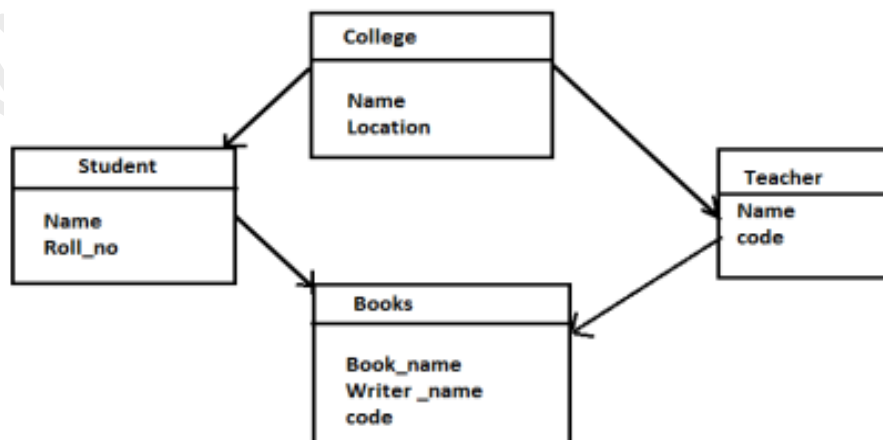 College
Name
Location
Student
Name
Roll_no
Teacher
Name
code
Books
Book_name
Writer _name
code